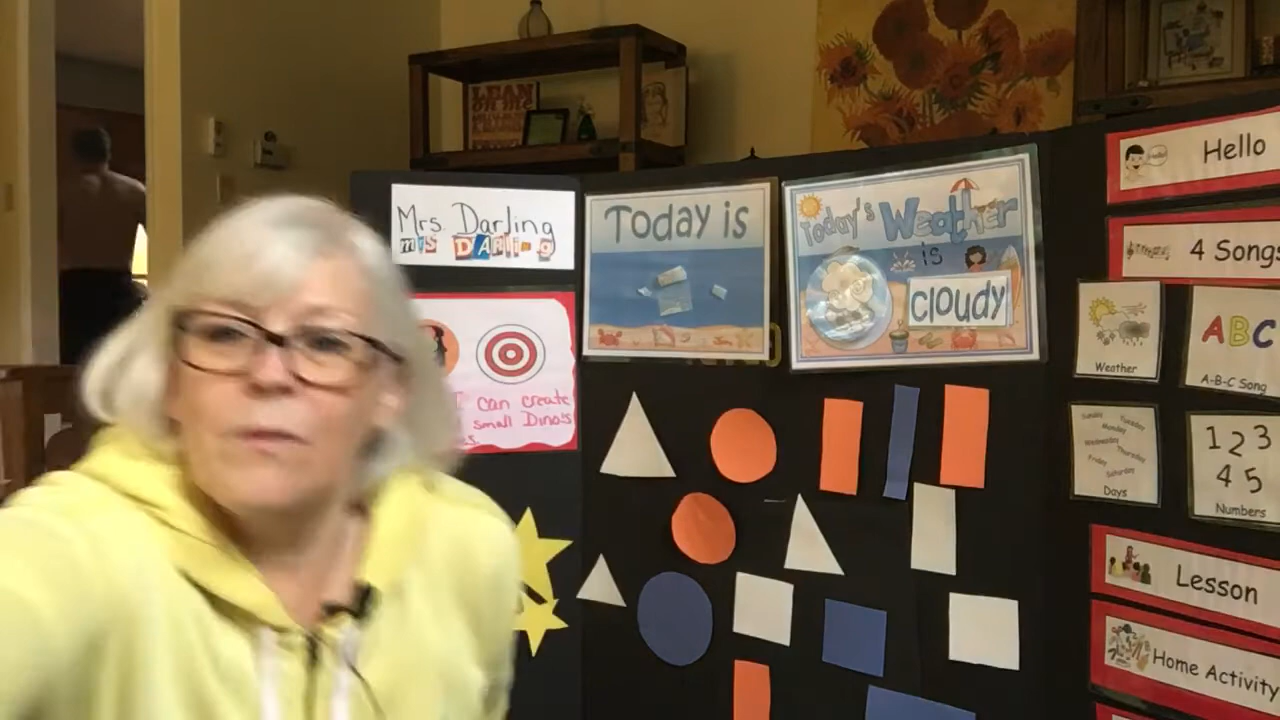 LEAN
on me
Mrs. Darling
mrs DArling
I can create
small Dino's
Today is
Today's Weather
is
cloudy
Hello
4 Songs
Weather
ABC
A-B-C Song
Sunday
Tuesday
Monday
Wednesday
Thursday
Friday
Saturday
Days
1 2 3
4 5
Numbers
Lesson
Home Activity